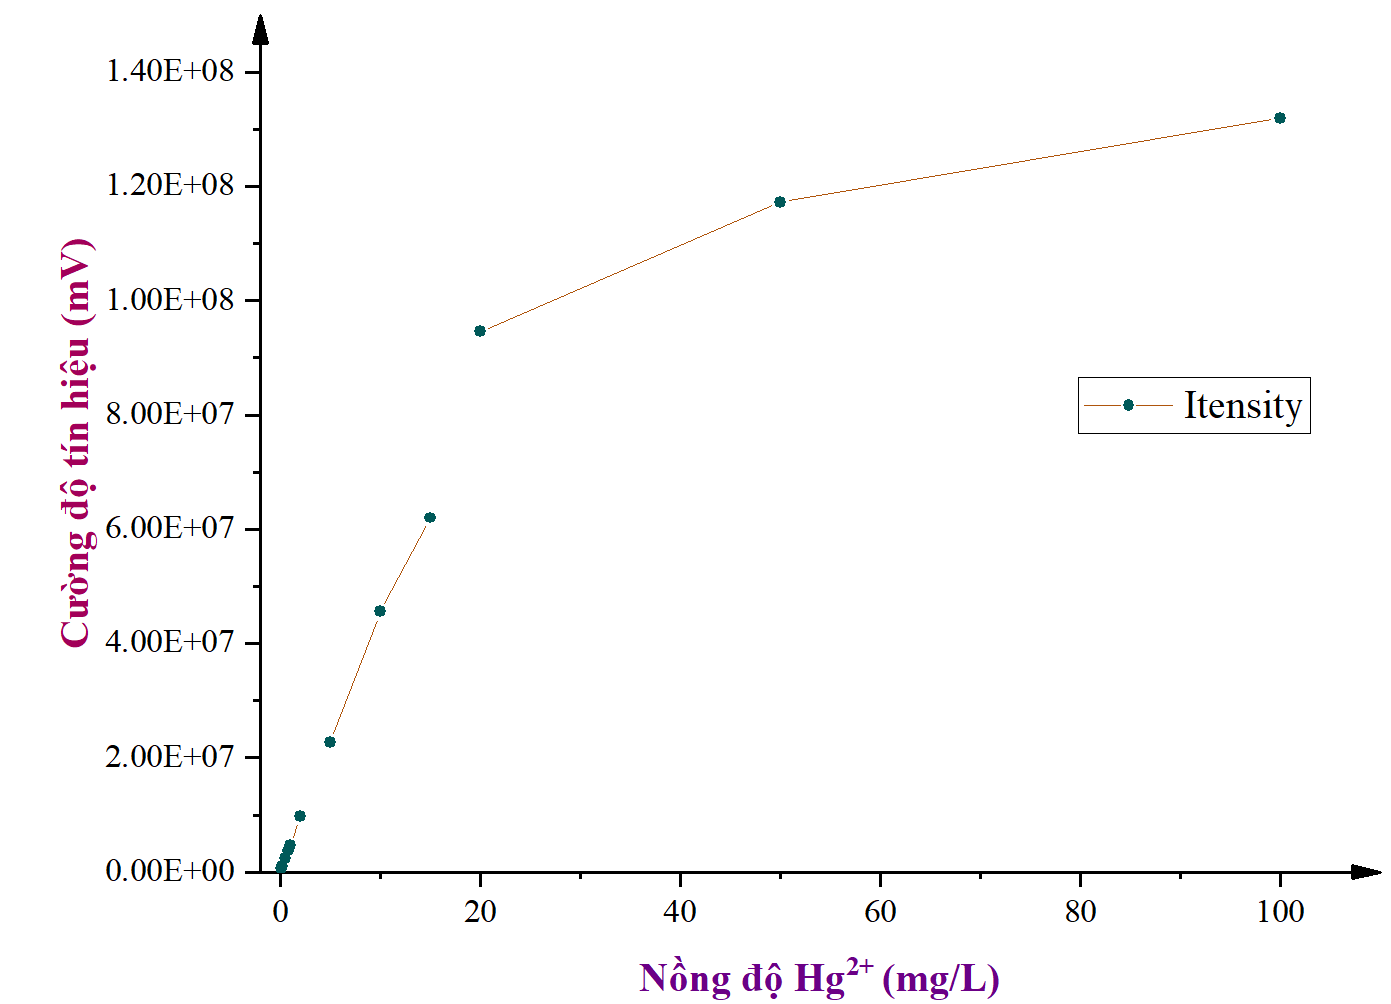 1.40E+08
1.20E+08
1.00E+08
8.00E+07
6.00E+07
4.00E+07
2.00E+07
0.00E+00
Cường độ tín hiệu (mV)
Itensity
0 20 40 60 80 100
Nồng độ Hg²⁺ (mg/L)